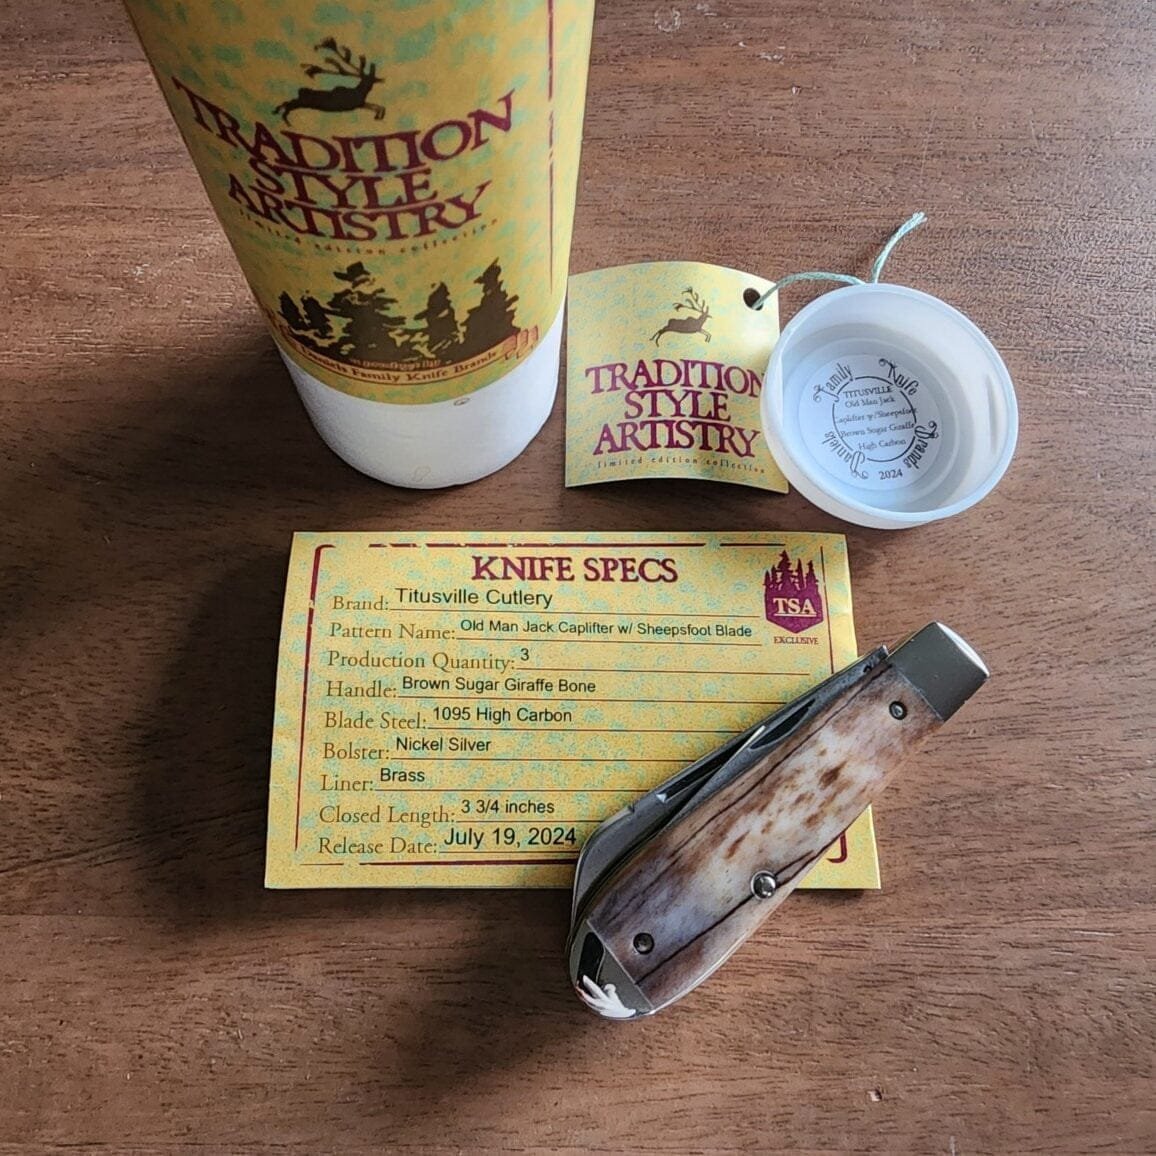 TRADITION
STYLE
ARTISTRY
limited edition collection
Daniels Family Knife Brands
TRADITION
STYLE
ARTISTRY
limited edition collection
Daniels Family Knife Brands
TITUSVILLE
Old Man Jack
Caplifter w/Sheepsfoot
Brown Sugar Giraffe
High Carbon
2024
KNIFE SPECS
TSA
EXCLUSIVE
Brand: Titusville Cutlery
Pattern Name: Old Man Jack Caplifter w/ Sheepsfoot Blade
Production Quantity: 3
Handle: Brown Sugar Giraffe Bone
Blade Steel: 1095 High Carbon
Bolster: Nickel Silver
Liner: Brass
Closed Length: 3 3/4 inches
Release Date: July 19, 2024